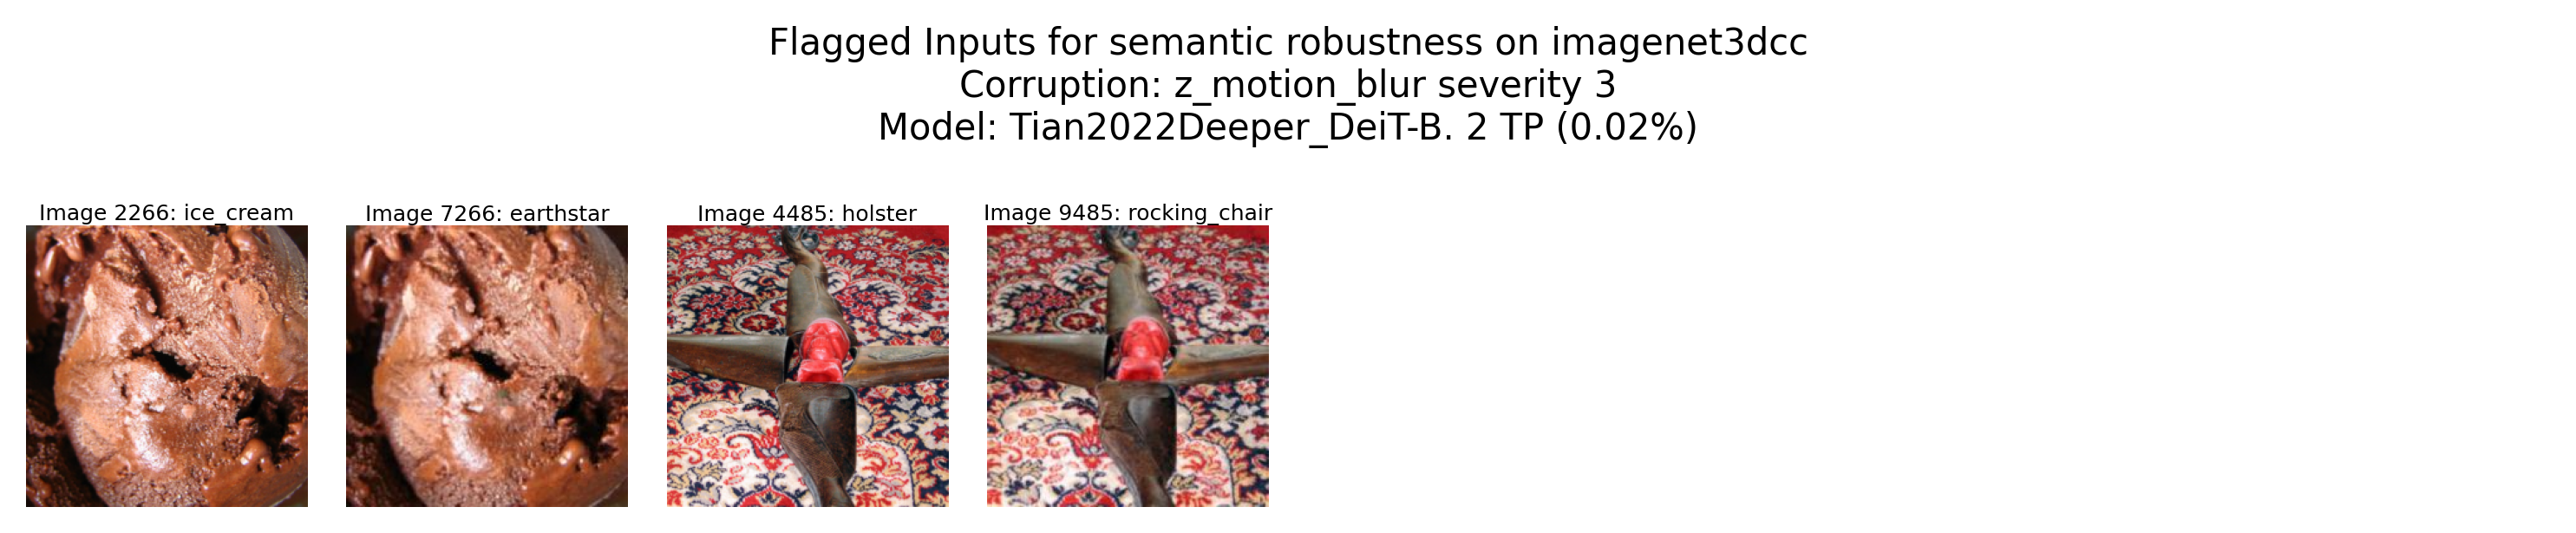 Flagged Inputs for semantic robustness on imagenet3dcc
Corruption: z_motion_blur severity 3
Model: Tian2022Deeper_DeiT-B. 2 TP (0.02%)
Image 2266: ice_cream
Image 7266: earthstar
Image 4485: holster
Image 9485: rocking_chair